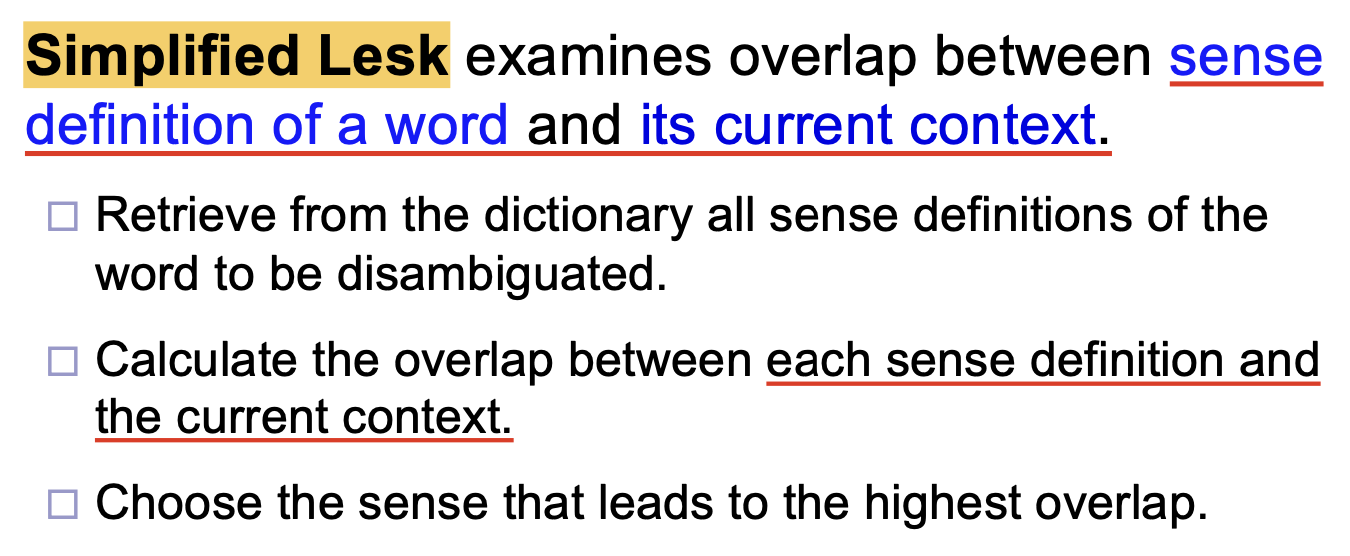 Simplified Lesk examines overlap between sense
definition of a word and its current context.
Retrieve from the dictionary all sense definitions of the
word to be disambiguated.
Calculate the overlap between each sense definition and
the current context.
Choose the sense that leads to the highest overlap.